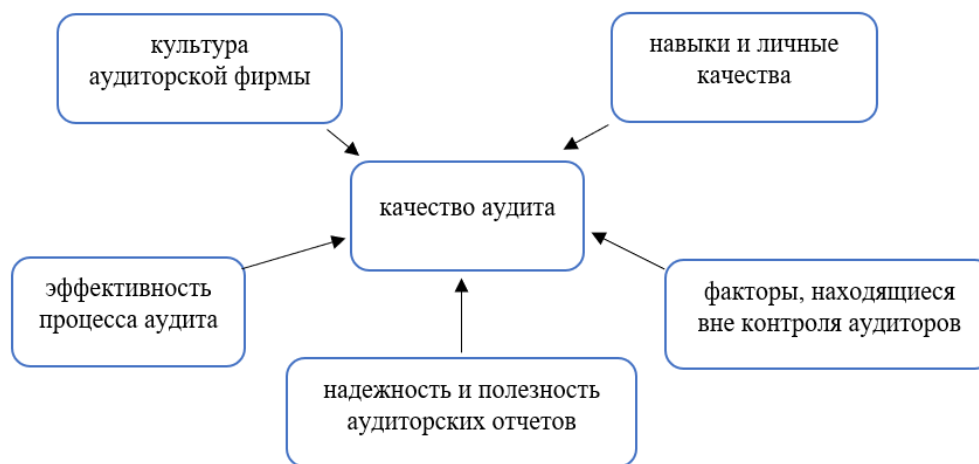 культура
аудиторской фирмы
навыки и личные
качества
качество аудита
эффективность
процесса аудита
факторы, находящиеся
вне контроля аудиторов
надежность и полезность
аудиторских отчетов